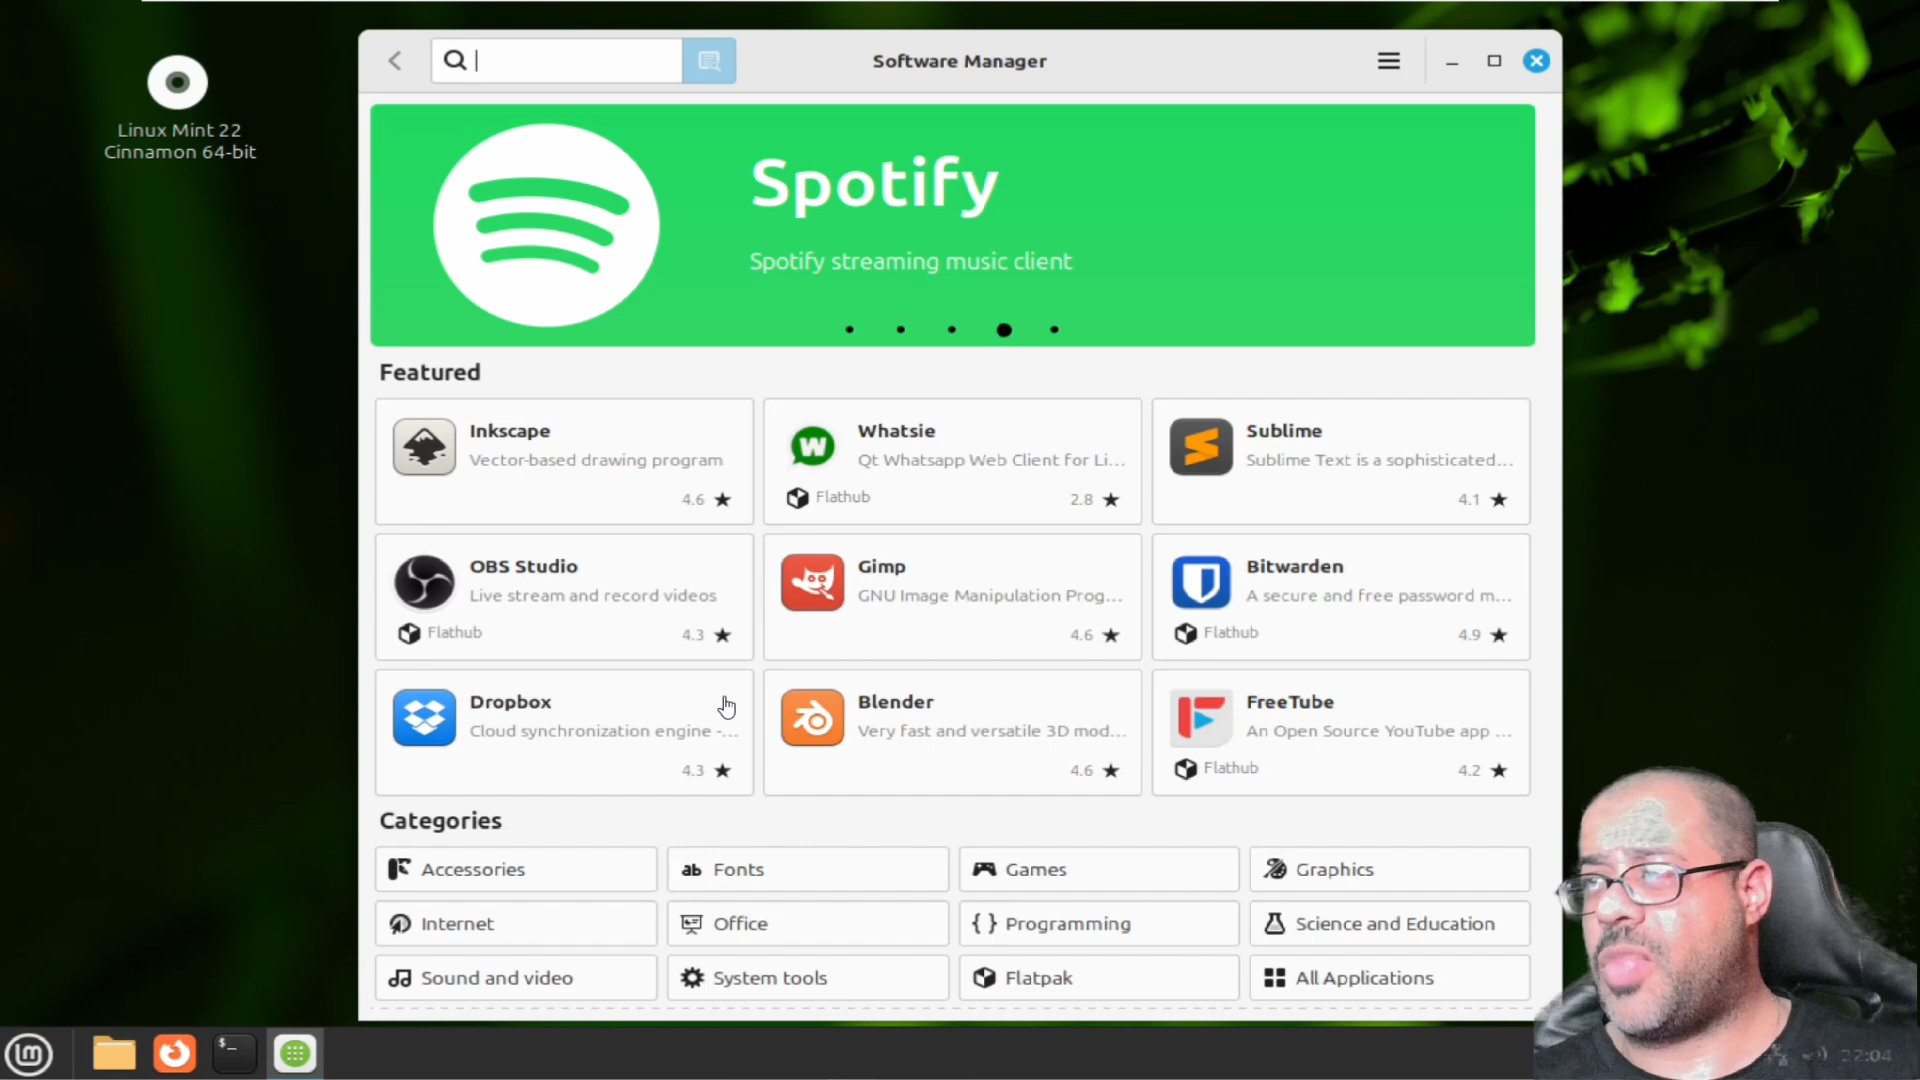 Linux Mint 22
Cinnamon 64-bit
Software Manager
Spotify
Spotify streaming music client
Featured
Inkscape
Vector-based drawing program
4.6
Whatsie
Qt Whatsapp Web Client for Li...
Flathub
2.8
Sublime
Sublime Text is a sophisticated...
4.1
OBS Studio
Live stream and record videos
Flathub
4.3
Gimp
GNU Image Manipulation Prog...
4.6
Bitwarden
A secure and free password m...
Flathub
4.9
Dropbox
Cloud synchronization engine -...
4.3
Blender
Very fast and versatile 3D mod...
4.6
FreeTube
An Open Source YouTube app ...
Flathub
4.2
Categories
Accessories
ab Fonts
Games
Graphics
Internet
Office
{ } Programming
Science and Education
Sound and video
System tools
Flatpak
All Applications
$_
22:04